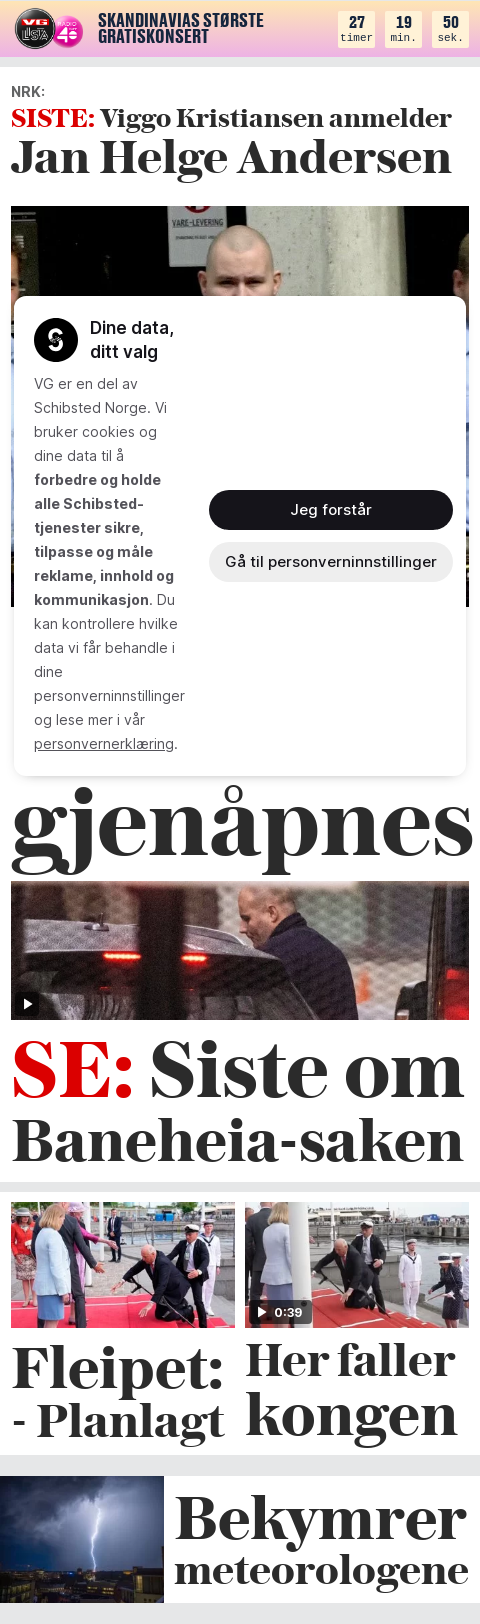 VG
LISTA
RADIO
40
SKANDINAVIAS STØRSTE
GRATISKONSERT
27
timer
19
min.
50
sek.
NRK:
SISTE: Viggo Kristiansen anmelder
Jan Helge Andersen
VARE-LEVERING
Dine data,
ditt valg
VG er en del av
Schibsted Norge. Vi
bruker cookies og
dine data til å
forbedre og holde
alle Schibsted-
tjenester sikre,
tilpasse og måle
reklame, innhold og
kommunikasjon. Du
kan kontrollere hvilke
data vi får behandle i
dine
personverninnstillinger
og lese mer i vår
personvernerklæring.
Jeg forstår
Gå til personverninnstillinger
gjenåpnes
SE: Siste om
Baneheia-saken
0:39
Fleipet:
- Planlagt
Her faller
kongen
Bekymrer
meteorologene